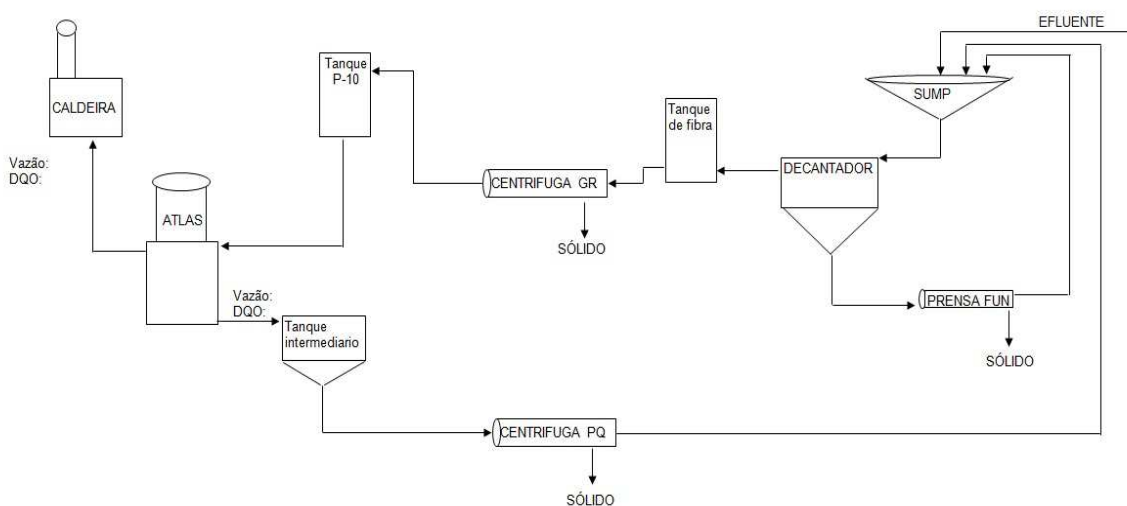 EFLUENTE
Tanque
P-10
SUMP
CALDEIRA
Tanque
de fibra
Vazão:
DQO:
DECANTADOR
CENTRIFUGA GR
ATLAS
SÓLIDO
Vazão:
DQO:
PRENSA FUN
Tanque
intermediario
SÓLIDO
CENTRIFUGA PQ
SÓLIDO